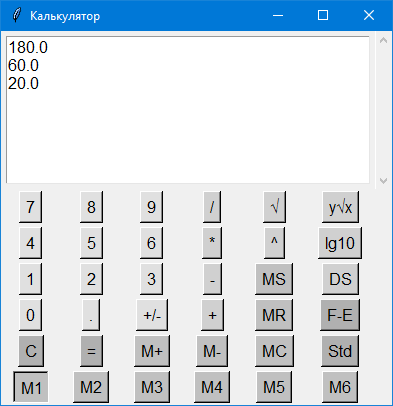 Калькулятор
180.0
60.0
20.0
7 8 9 / √ y√x
4 5 6 * ^ lg10
1 2 3 - MS DS
0 . +/- + MR F-E
C = M+ M- MC Std
M1 M2 M3 M4 M5 M6